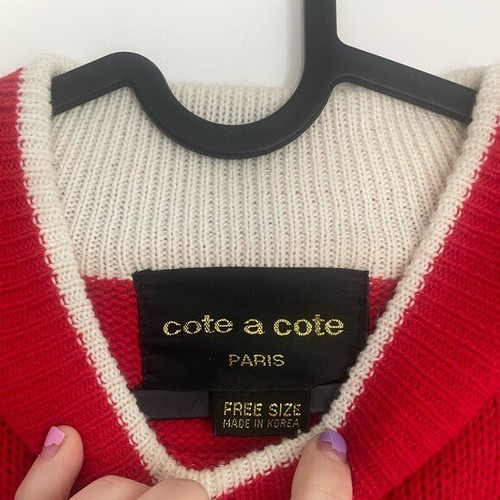 cote a cote
PARIS
FREE SIZE
MADE IN KOREA